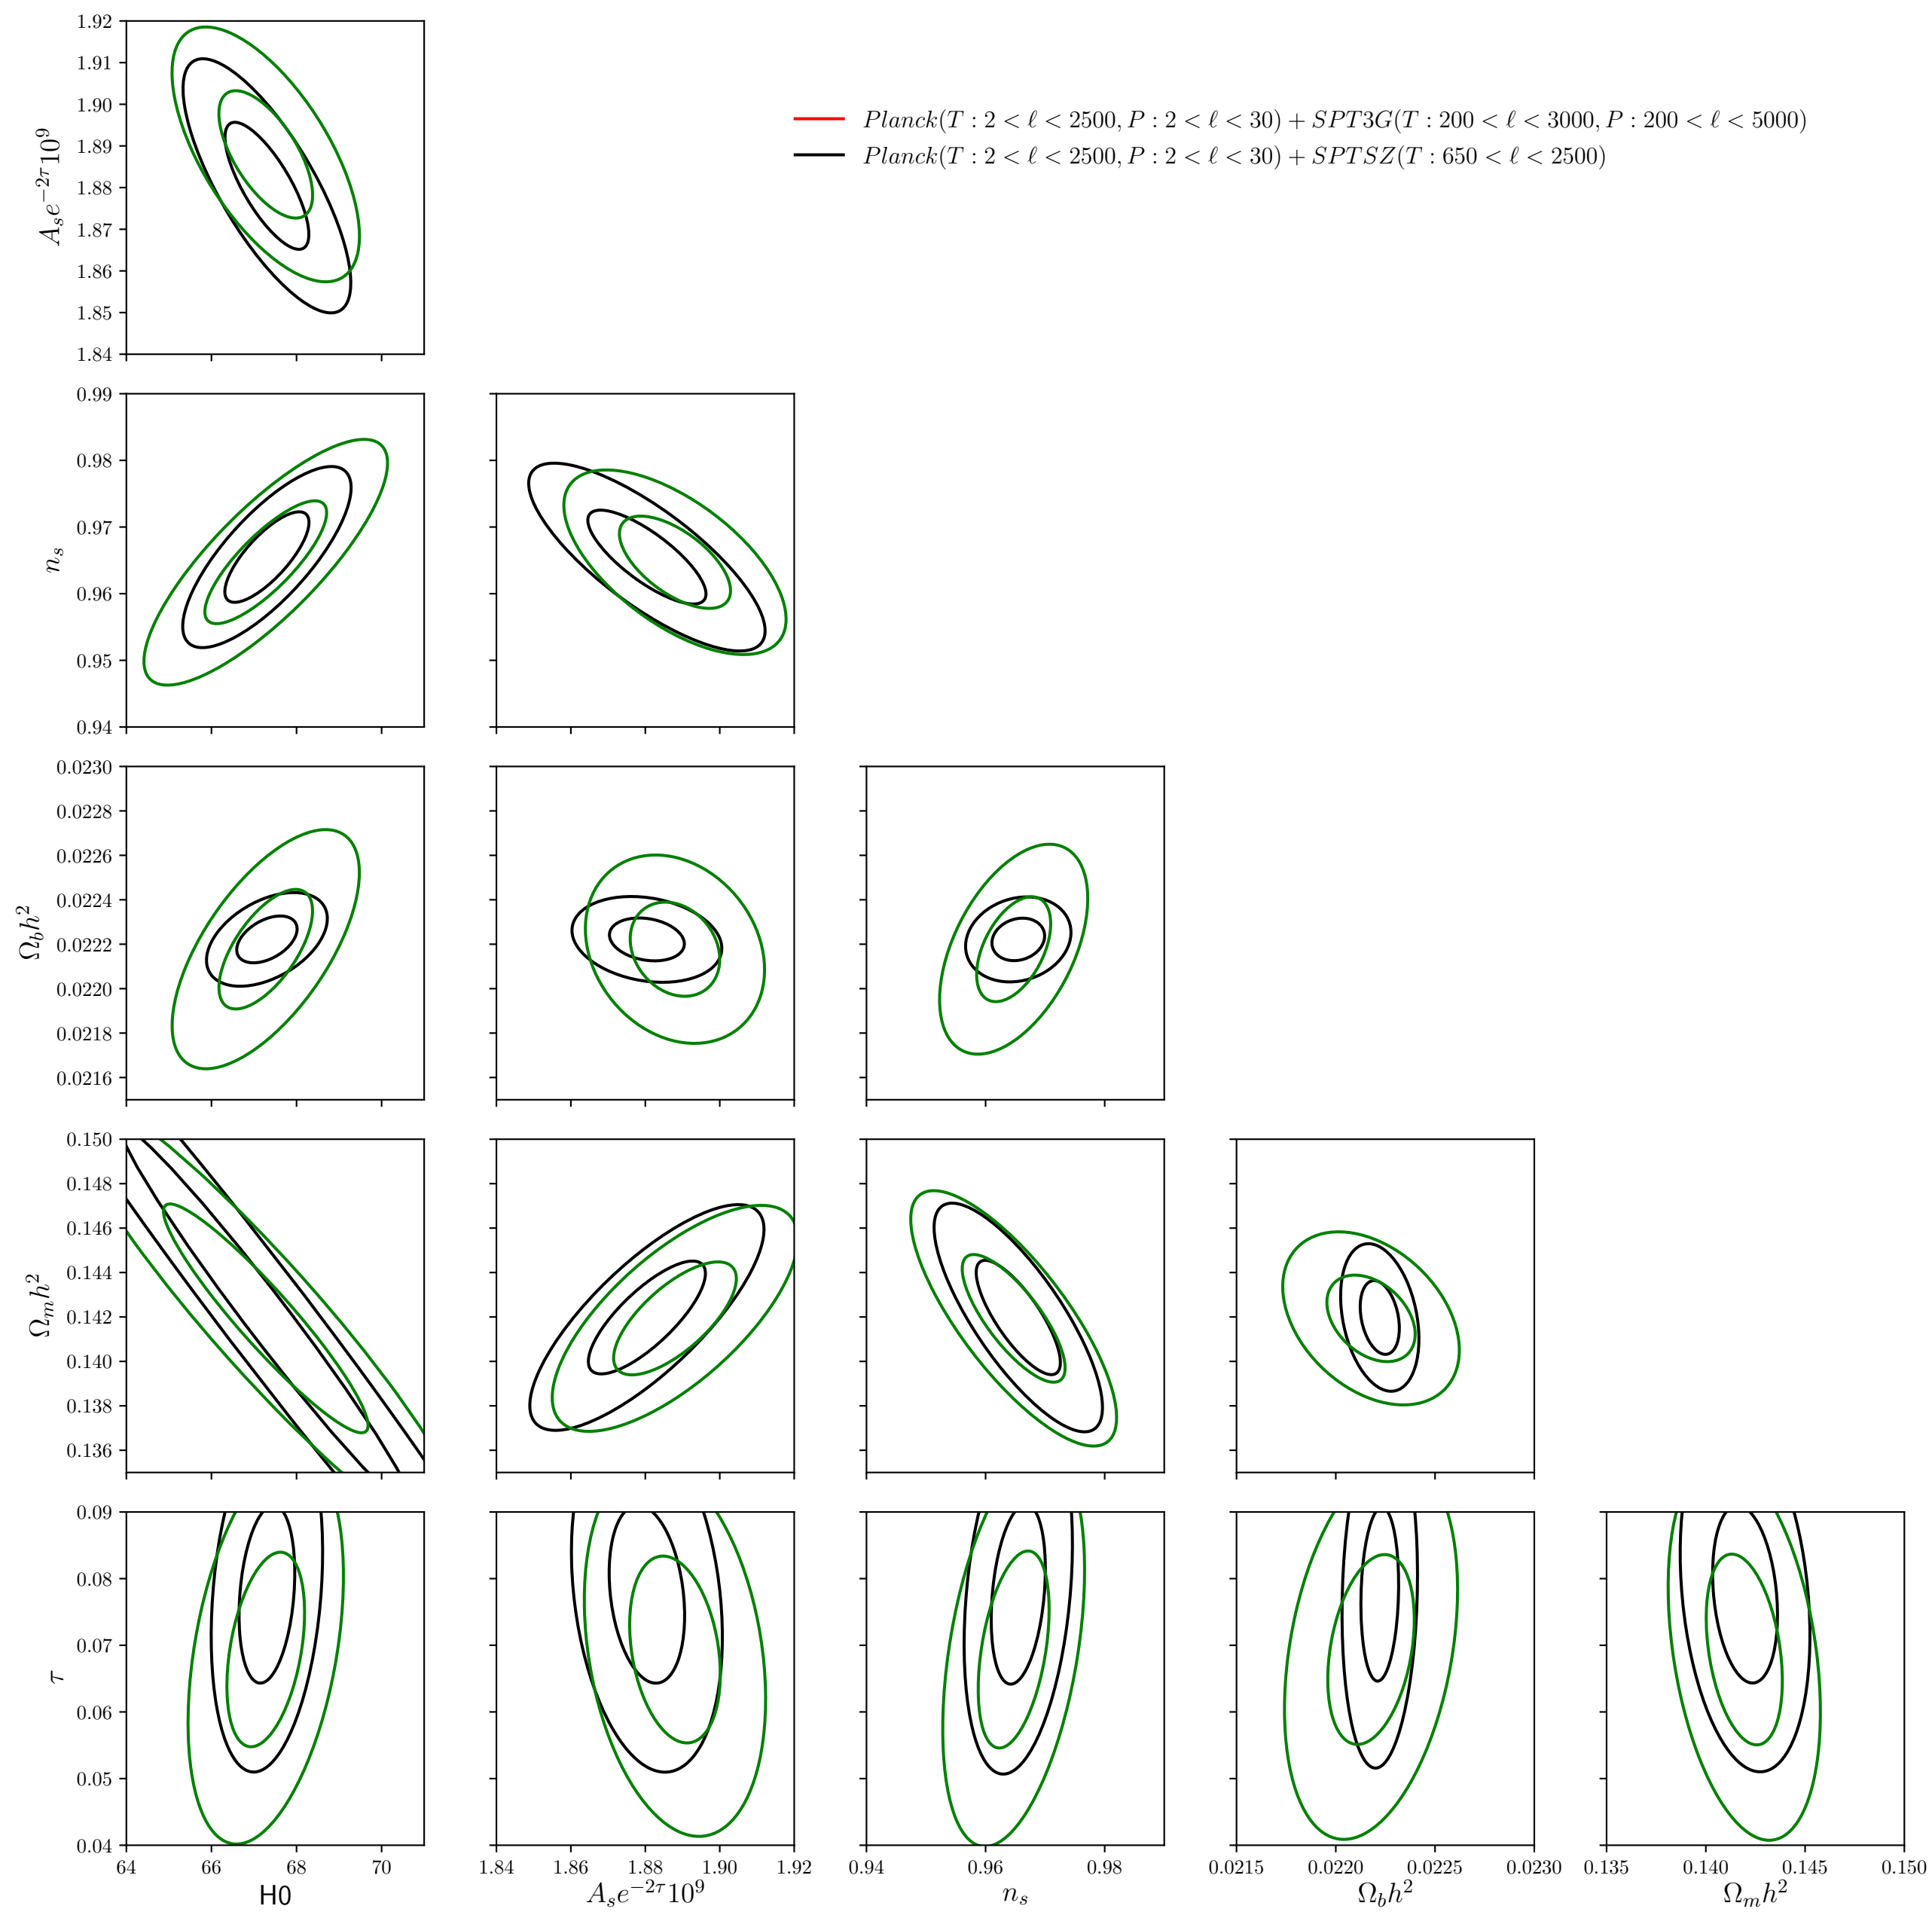 1.92
1.91
1.90
1.89
1.88
1.87
1.86
1.85
1.84
A_s e^{−2τ} 10^9
Planck(T : 2 < ℓ < 2500, P : 2 < ℓ < 30) + SPT3G(T : 200 < ℓ < 3000, P : 200 < ℓ < 5000)
Planck(T : 2 < ℓ < 2500, P : 2 < ℓ < 30) + SPTSZ(T : 650 < ℓ < 2500)
0.99
0.98
0.97
0.96
0.95
0.94
n_s
0.0230
0.0228
0.0226
0.0224
0.0222
0.0220
0.0218
0.0216
Ω_b h^2
0.150
0.148
0.146
0.144
0.142
0.140
0.138
0.136
Ω_m h^2
0.09
0.08
0.07
0.06
0.05
0.04
τ
64 66 68 70
1.84 1.86 1.88 1.90 1.92
0.94 0.96 0.98
0.0215 0.0220 0.0225 0.0230
0.135 0.140 0.145 0.150
H0
A_s e^{−2τ} 10^9
n_s
Ω_b h^2
Ω_m h^2